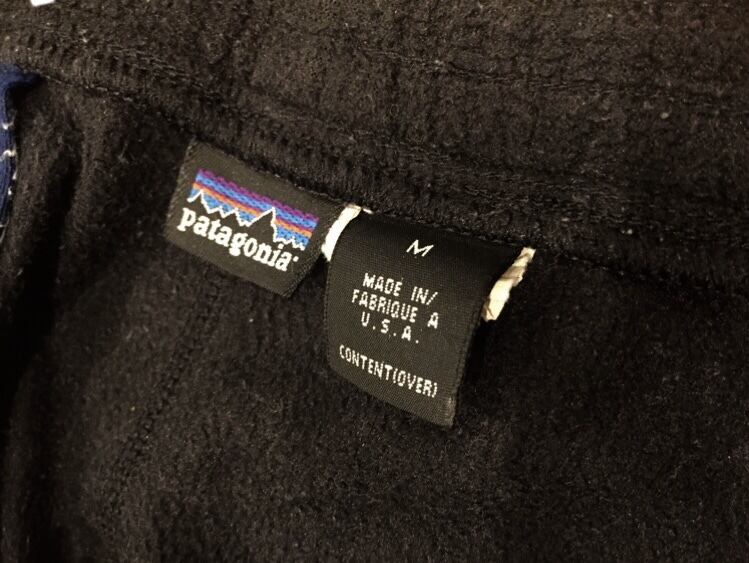 patagonia®
M
MADE IN/
FABRIQUE A
U.S.A.
CONTENT(OVER)